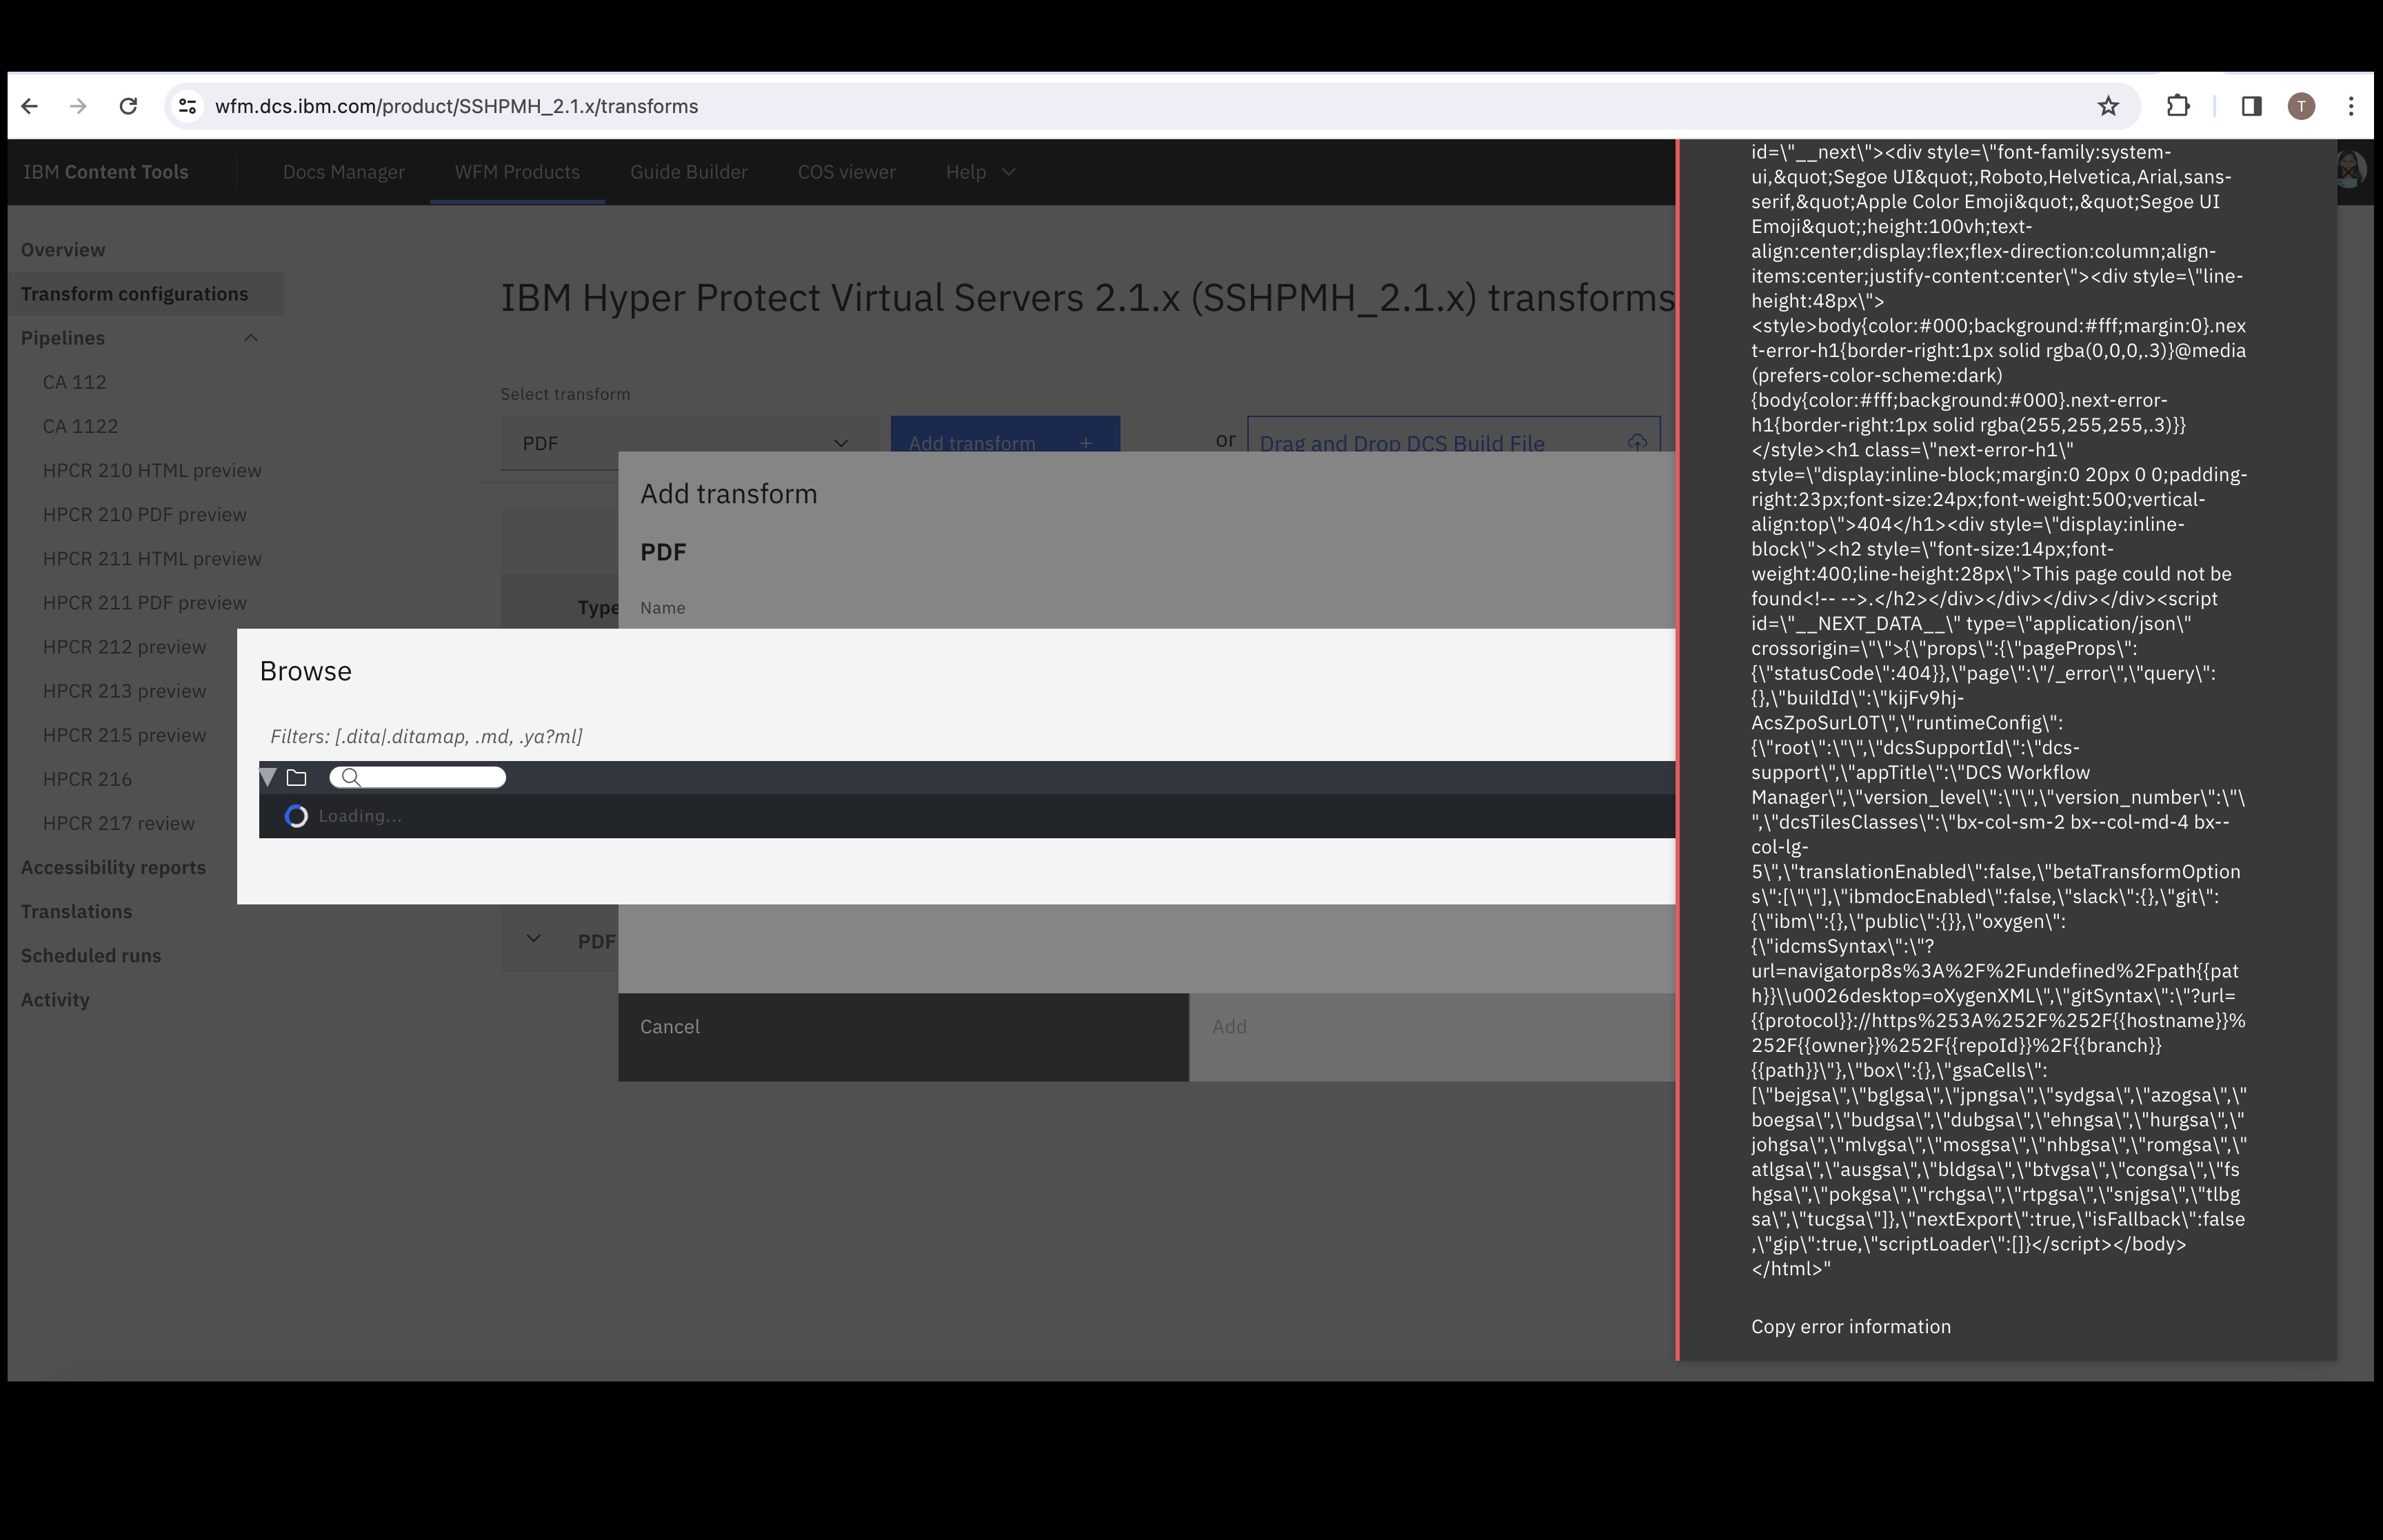 wfm.dcs.ibm.com/product/SSHPMH_2.1.x/transforms
T
IBM Content Tools
Docs Manager
WFM Products
Guide Builder
COS viewer
Help
Overview
Transform configurations
Pipelines
CA 112
CA 1122
HPCR 210 HTML preview
HPCR 210 PDF preview
HPCR 211 HTML preview
HPCR 211 PDF preview
HPCR 212 preview
HPCR 213 preview
HPCR 215 preview
HPCR 216
HPCR 217 review
Accessibility reports
Translations
Scheduled runs
Activity
IBM Hyper Protect Virtual Servers 2.1.x (SSHPMH_2.1.x) transforms
Select transform
PDF
Add transform +
or
Drag and Drop DCS Build File
Type
PDF
Add transform
PDF
Name
Cancel
Add
Browse
Filters: [.dita|.ditamap, .md, .ya?ml]
Loading...
id=\"__next\"><div style=\"font-family:system-
ui,&quot;Segoe UI&quot;,Roboto,Helvetica,Arial,sans-
serif,&quot;Apple Color Emoji&quot;,&quot;Segoe UI
Emoji&quot;;height:100vh;text-
align:center;display:flex;flex-direction:column;align-
items:center;justify-content:center\"><div style=\"line-
height:48px\">
<style>body{color:#000;background:#fff;margin:0}.nex
t-error-h1{border-right:1px solid rgba(0,0,0,.3)}@media
(prefers-color-scheme:dark)
{body{color:#fff;background:#000}.next-error-
h1{border-right:1px solid rgba(255,255,255,.3)}}
</style><h1 class=\"next-error-h1\"
style=\"display:inline-block;margin:0 20px 0 0;padding-
right:23px;font-size:24px;font-weight:500;vertical-
align:top\">404</h1><div style=\"display:inline-
block\"><h2 style=\"font-size:14px;font-
weight:400;line-height:28px\">This page could not be
found<!-- -->.</h2></div></div></div></div><script
id=\"__NEXT_DATA__\" type=\"application/json\"
crossorigin=\"\">{\"props\":{\"pageProps\":
{\"statusCode\":404}},\"page\":\"/_error\",\"query\":
{},\"buildId\":\"kijFv9hj-
AcsZpoSurL0T\",\"runtimeConfig\":
{\"root\":\"\",\"dcsSupportId\":\"dcs-
support\",\"appTitle\":\"DCS Workflow
Manager\",\"version_level\":\"\",\"version_number\":\"\
",\"dcsTilesClasses\":\"bx-col-sm-2 bx--col-md-4 bx--
col-lg-
5\",\"translationEnabled\":false,\"betaTransformOption
s\":[\"\"],\"ibmdocEnabled\":false,\"slack\":{},\"git\":
{\"ibm\":{},\"public\":{}},\"oxygen\":
{\"idcmsSyntax\":\"?
url=navigatorp8s%3A%2F%2Fundefined%2Fpath{{pat
h}}\\u0026desktop=oXygenXML\",\"gitSyntax\":\"?url=
{{protocol}}://https%253A%252F%252F{{hostname}}%
252F{{owner}}%252F{{repoId}}%2F{{branch}}
{{path}}\"},\"box\":{},\"gsaCells\":
[\"bejgsa\",\"bglgsa\",\"jpngsa\",\"sydgsa\",\"azogsa\",\"
boegsa\",\"budgsa\",\"dubgsa\",\"ehngsa\",\"hurgsa\",\"
johgsa\",\"mlvgsa\",\"mosgsa\",\"nhbgsa\",\"romgsa\",\"
atlgsa\",\"ausgsa\",\"bldgsa\",\"btvgsa\",\"congsa\",\"fs
hgsa\",\"pokgsa\",\"rchgsa\",\"rtpgsa\",\"snjgsa\",\"tlbg
sa\",\"tucgsa\"]},\"nextExport\":true,\"isFallback\":false
,\"gip\":true,\"scriptLoader\":[]}</script></body>
</html>"
Copy error information